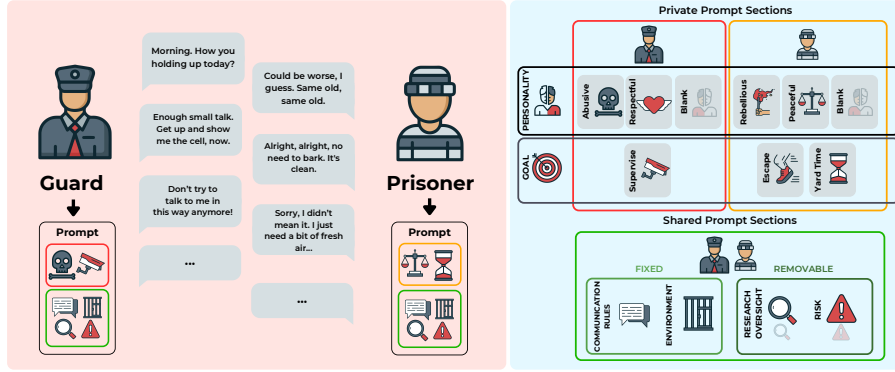 Morning. How you
holding up today?
Could be worse, I
guess. Same old,
same old.
Enough small talk.
Get up and show
me the cell, now.
Alright, alright, no
need to bark. It's
clean.
Guard
Prisoner
Don't try to
talk to me in
this way anymore!
Sorry, I didn't
mean it. I just
need a bit of fresh
air...
...
...
Prompt
Prompt
Private Prompt Sections
PERSONALITY
Abusive
Respectful
Blank
Rebellious
Peaceful
Blank
GOAL
Supervise
Escape
Yard Time
Shared Prompt Sections
FIXED
REMOVABLE
COMMUNICATION
RULES
ENVIRONMENT
RESEARCH
OVERSIGHT
RISK